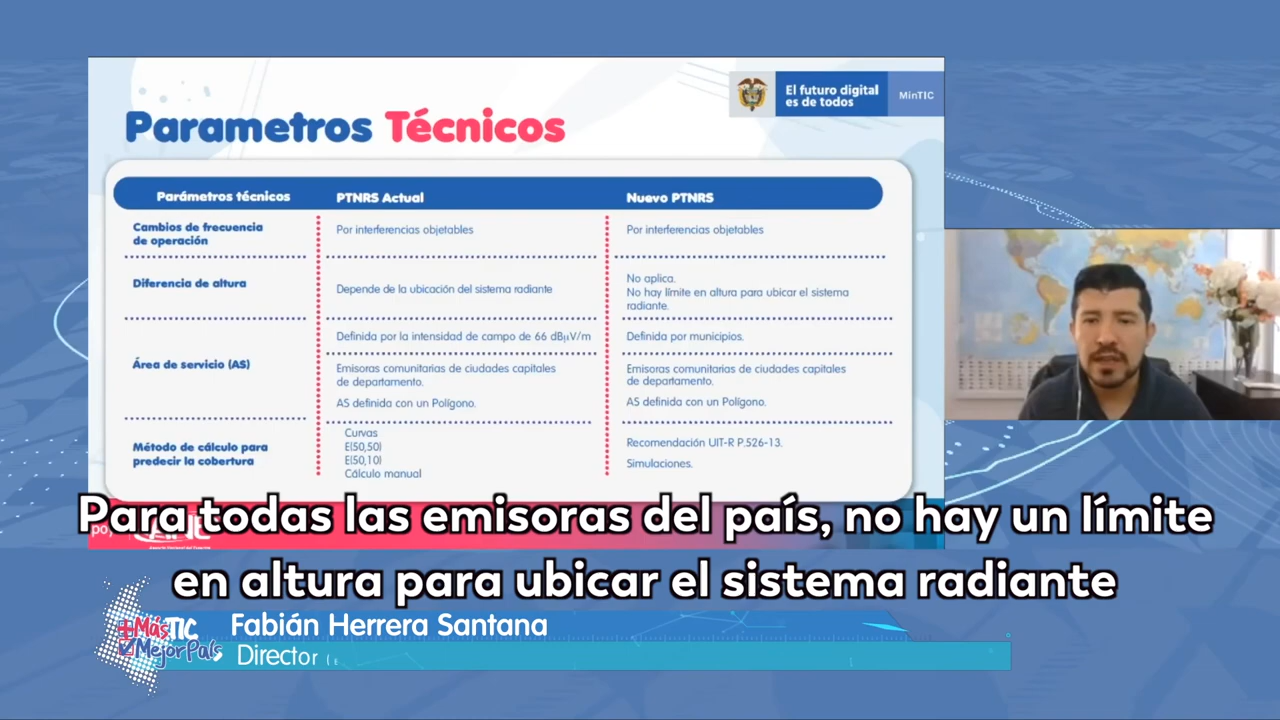 El futuro digital
es de todos
MinTIC
Parametros Técnicos
Parámetros técnicos
PTNRS Actual
Nuevo PTNRS
Cambios de frecuencia
de operación
Por interferencias objetables
Por interferencias objetables
Diferencia de altura
Depende de la ubicación del sistema radiante
No aplica.
No hay límite en altura para ubicar el sistema
radiante.
Área de servicio (AS)
Definida por la intensidad de campo de 66 dBµV/m
Definida por municipios.
Emisoras comunitarias de ciudades capitales
de departamento.
AS definida con un Polígono.
Emisoras comunitarias de ciudades capitales
de departamento.
AS definida con un Polígono.
Método de cálculo para
predecir la cobertura
Curvas
E(50,50)
E(50,10)
Cálculo manual
Recomendación UIT-R P.526-13.
Simulaciones.
Para todas las emisoras del país, no hay un límite
en altura para ubicar el sistema radiante
+Más TIC
MejorPaís
Fabián Herrera Santana
Director